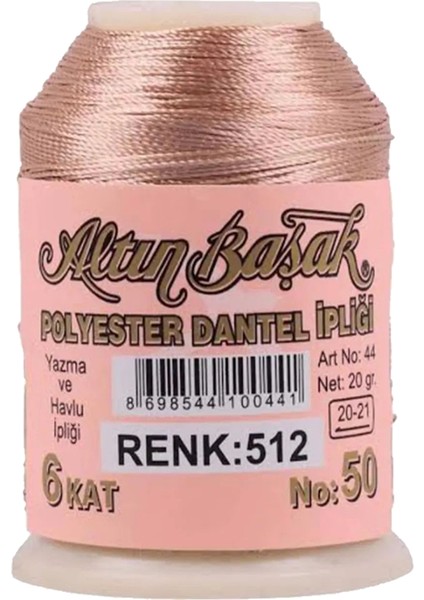 Altın Başak
POLYESTER DANTEL İPLİĞİ
Yazma
ve
Havlu
İpliği
8 698544 100441
Art No: 44
Net: 20 gr.
20-21
RENK:512
6 KAT
No: 50